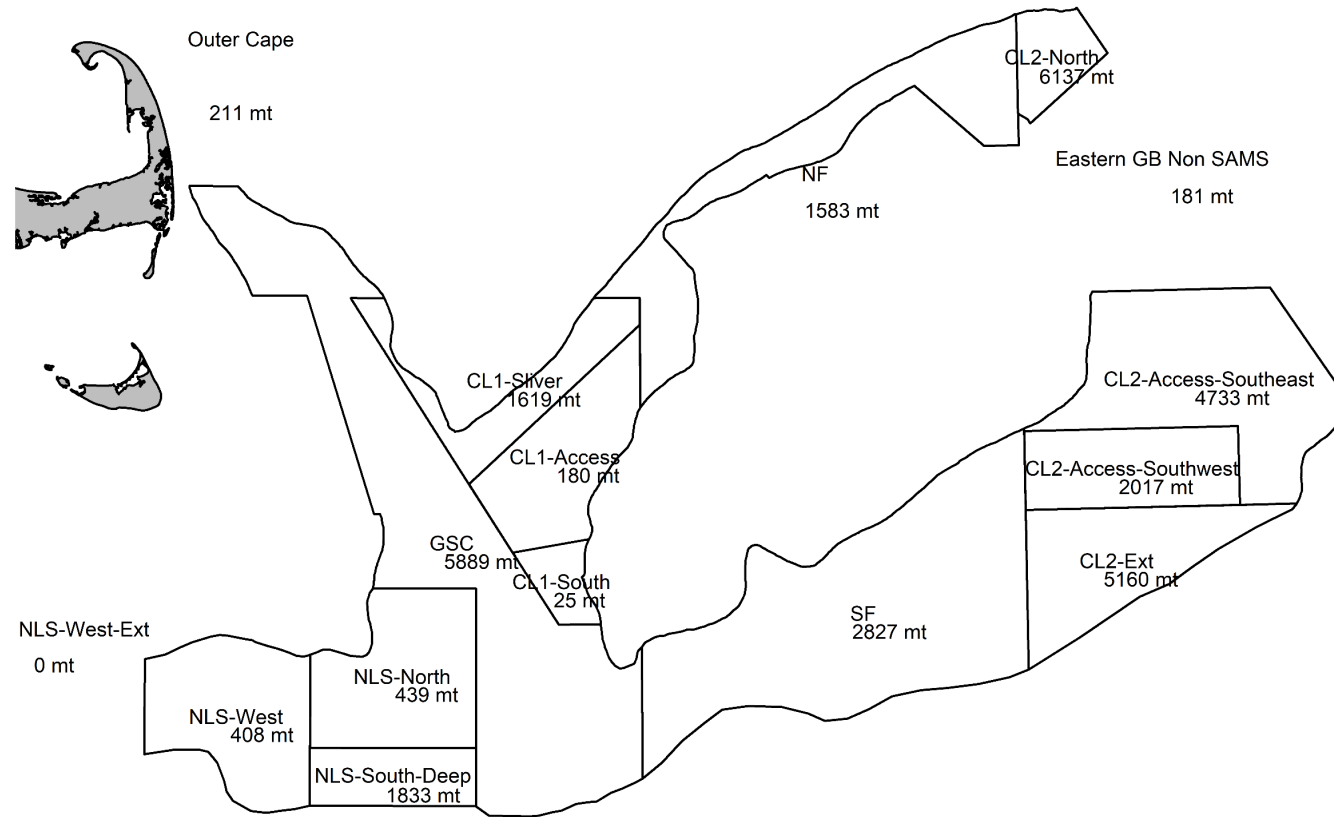 Outer Cape
211 mt
CL2-North
6137 mt
Eastern GB Non SAMS
181 mt
NF
1583 mt
CL1-Sliver
1619 mt
CL2-Access-Southeast
4733 mt
CL1-Access
180 mt
CL2-Access-Southwest
2017 mt
GSC
5889 mt
CL1-South
25 mt
CL2-Ext
5160 mt
NLS-West-Ext
0 mt
SF
2827 mt
NLS-North
439 mt
NLS-West
408 mt
NLS-South-Deep
1833 mt